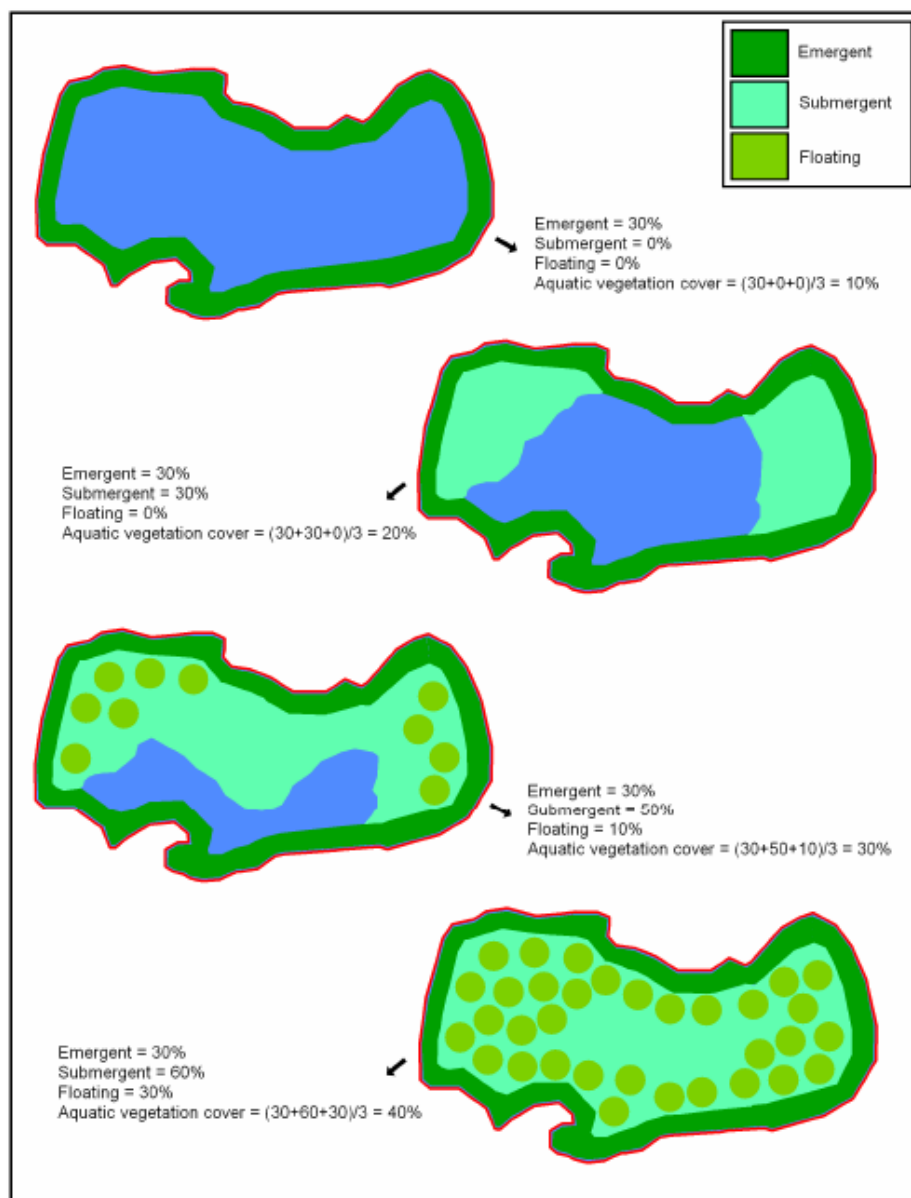 Emergent
Submergent
Floating
Emergent = 30%
Submergent = 0%
Floating = 0%
Aquatic vegetation cover = (30+0+0)/3 = 10%
Emergent = 30%
Submergent = 30%
Floating = 0%
Aquatic vegetation cover = (30+30+0)/3 = 20%
Emergent = 30%
Submergent = 50%
Floating = 10%
Aquatic vegetation cover = (30+50+10)/3 = 30%
Emergent = 30%
Submergent = 60%
Floating = 30%
Aquatic vegetation cover = (30+60+30)/3 = 40%